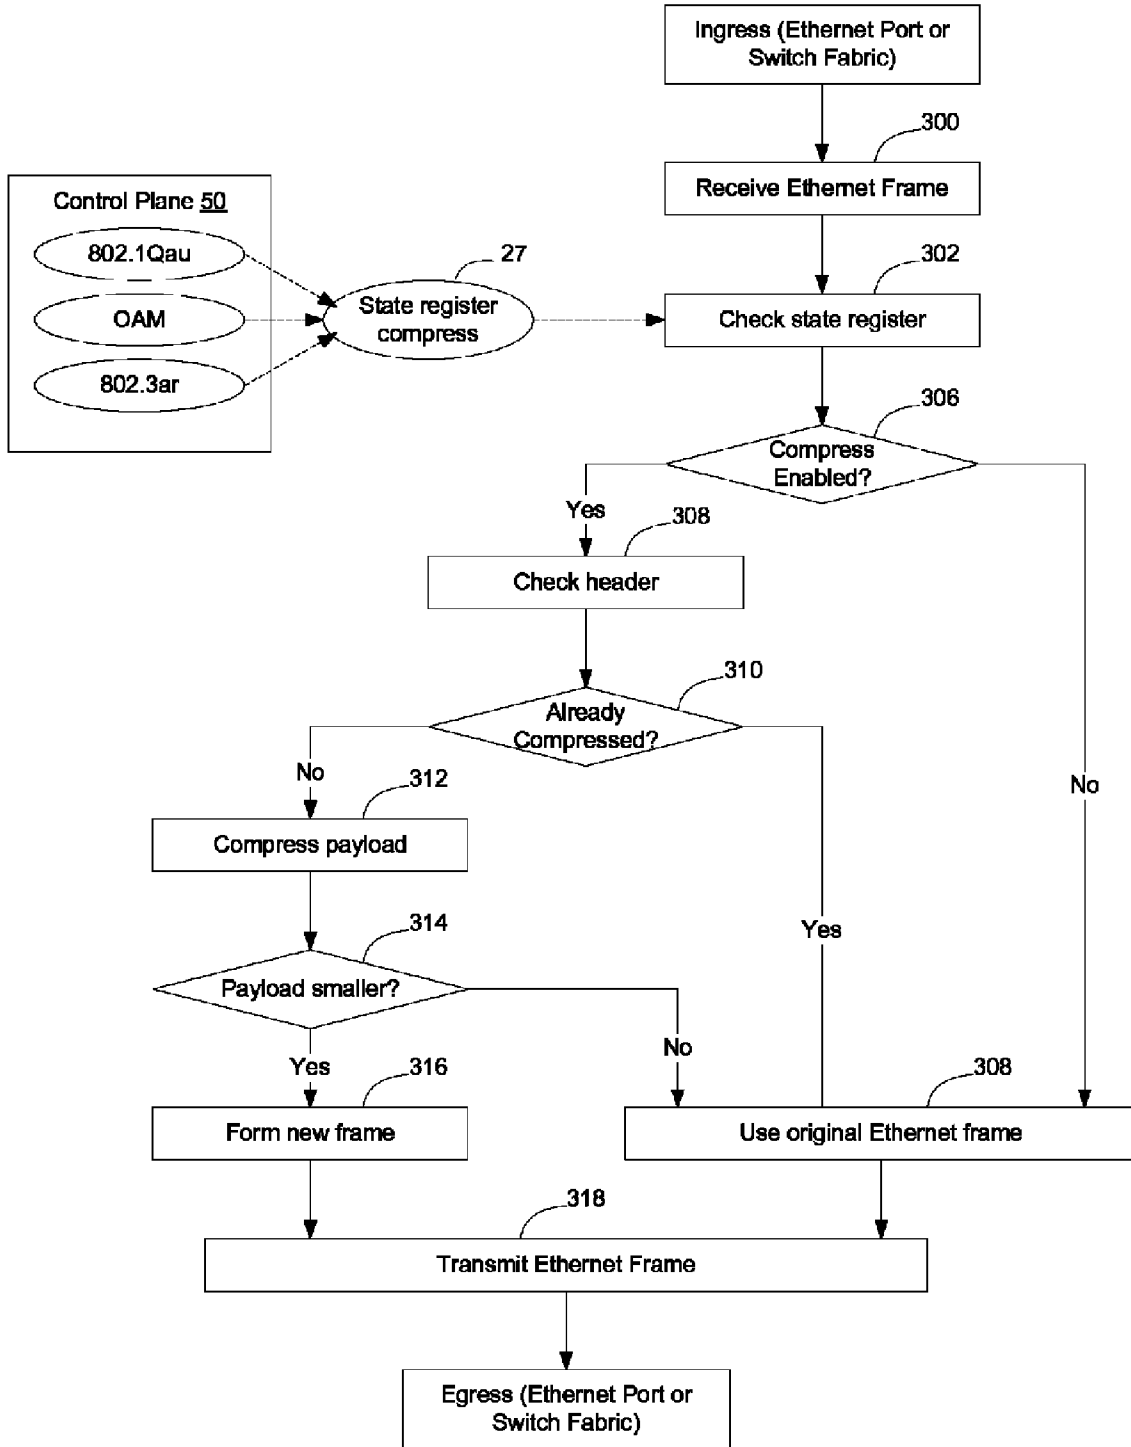 Ingress (Ethernet Port or
Switch Fabric)
300
Receive Ethernet Frame
Control Plane 50
802.1Qau
OAM
802.3ar
27
State register
compress
302
Check state register
306
Compress
Enabled?
Yes
308
Check header
310
Already
Compressed?
No
No
312
Compress payload
Yes
314
Payload smaller?
No
Yes
316
Form new frame
308
Use original Ethernet frame
318
Transmit Ethernet Frame
Egress (Ethernet Port or
Switch Fabric)